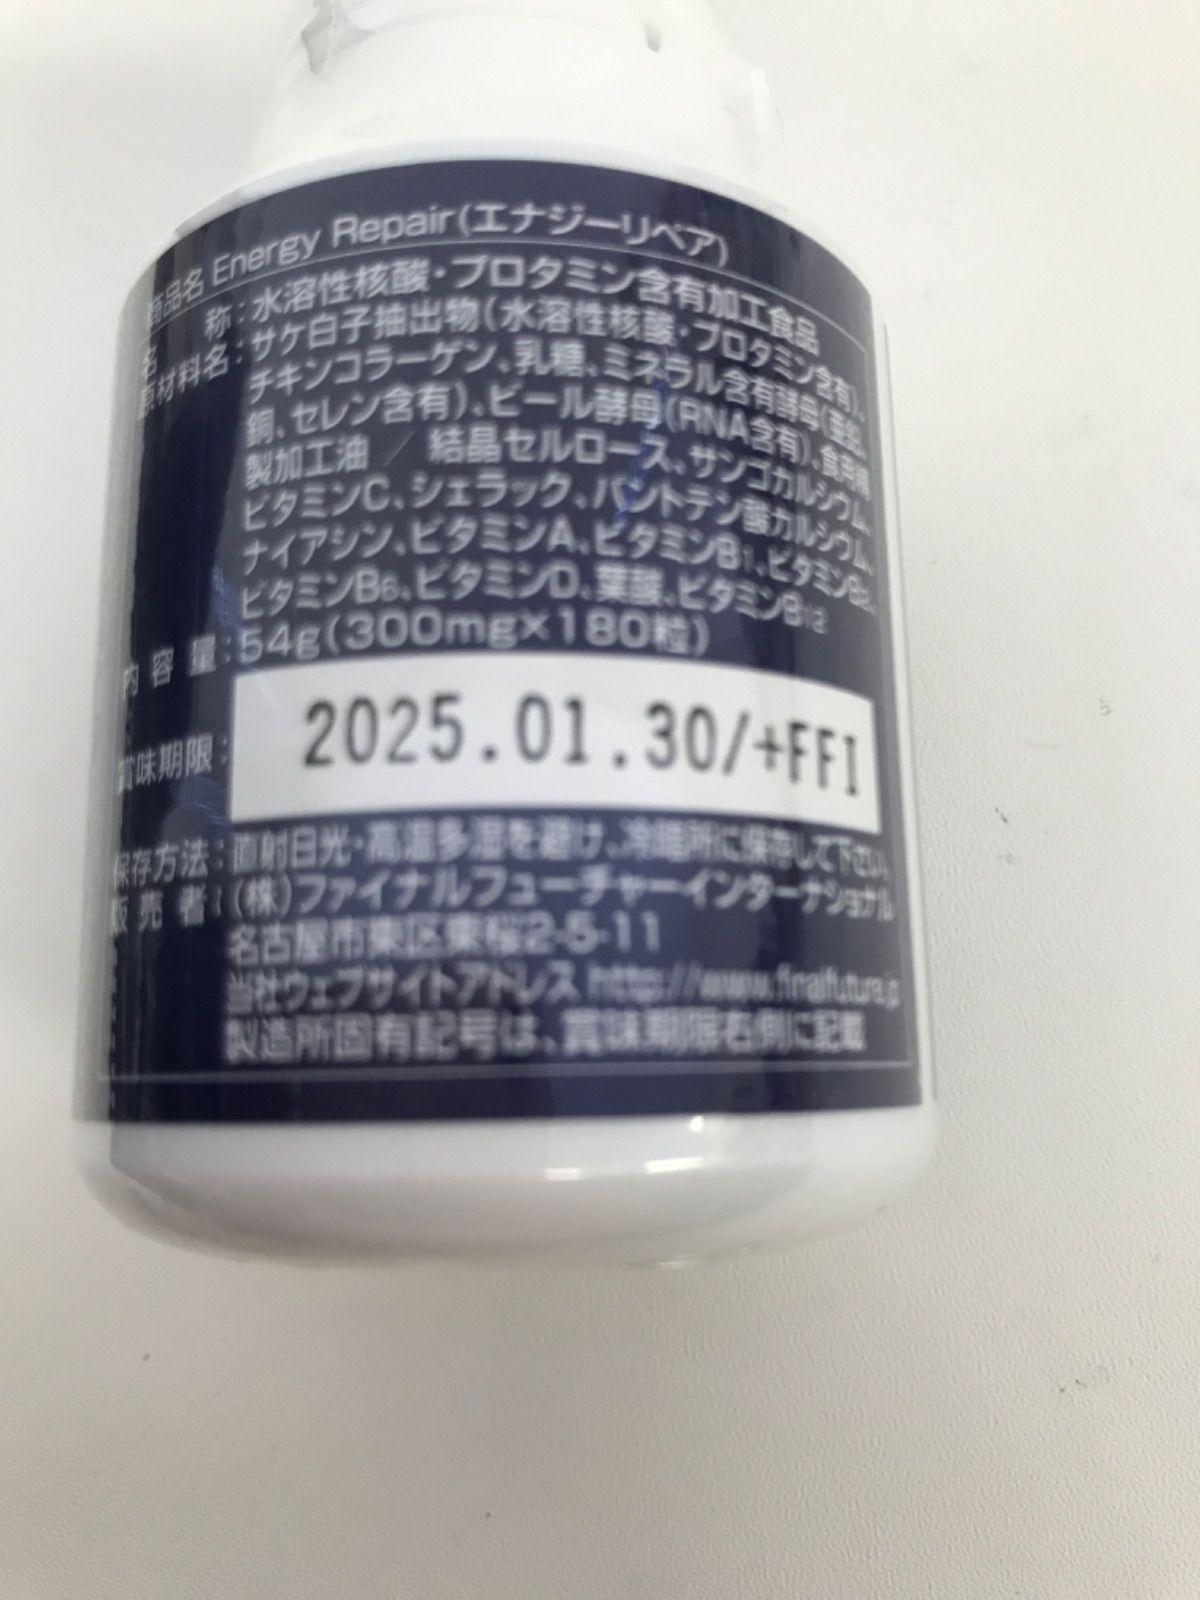 商品名 Energy Repair(エナジーリペア)
名 称:水溶性核酸・プロタミン含有加工食品
原材料名:サケ白子抽出物(水溶性核酸・プロタミン含有)、
チキンコラーゲン、乳糖、ミネラル含有酵母(亜鉛、
銅、セレン含有)、ビール酵母(RNA含有)、食用精
製加工油 / 結晶セルロース、サンゴカルシウム、
ビタミンC、シェラック、パントテン酸カルシウム、
ナイアシン、ビタミンA、ビタミンB1、ビタミンB2、
ビタミンB6、ビタミンD、葉酸、ビタミンB12
内 容 量:54g(300mg×180粒)
賞味期限:2025.01.30/+FFI
保存方法:直射日光・高温多湿を避け、冷暗所に保存して下さい。
販 売 者:(株)ファイナルフューチャーインターナショナル
名古屋市東区東桜2-5-11
当社ウェブサイトアドレス http://www.finalfutura.jp
製造所固有記号は、賞味期限右側に記載